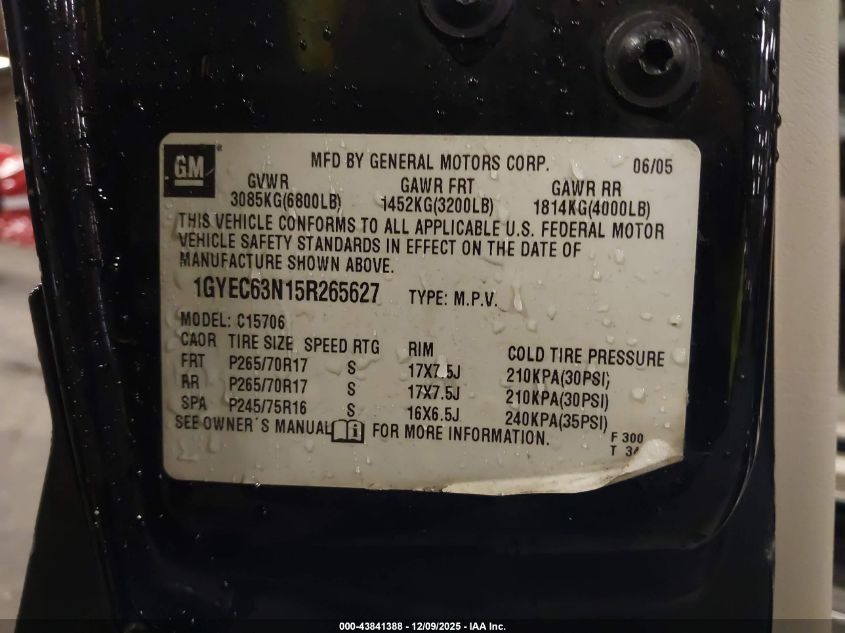 GM
MFD BY GENERAL MOTORS CORP. 06/05
GVWR GAWR FRT GAWR RR
3085KG(6800LB) 1452KG(3200LB) 1814KG(4000LB)
THIS VEHICLE CONFORMS TO ALL APPLICABLE U.S. FEDERAL MOTOR
VEHICLE SAFETY STANDARDS IN EFFECT ON THE DATE OF
MANUFACTURE SHOWN ABOVE.
1GYEC63N15R265627 TYPE: M.P.V.
MODEL: C15706
CAOR TIRE SIZE SPEED RTG RIM COLD TIRE PRESSURE
FRT P265/70R17 S 17X7.5J 210KPA(30PSI)
RR P265/70R17 S 17X7.5J 210KPA(30PSI)
SPA P245/75R16 S 16X6.5J 240KPA(35PSI)
SEE OWNER'S MANUAL i FOR MORE INFORMATION.
F 300
T 34
000-43841388 - 12/09/2025 - IAA Inc.